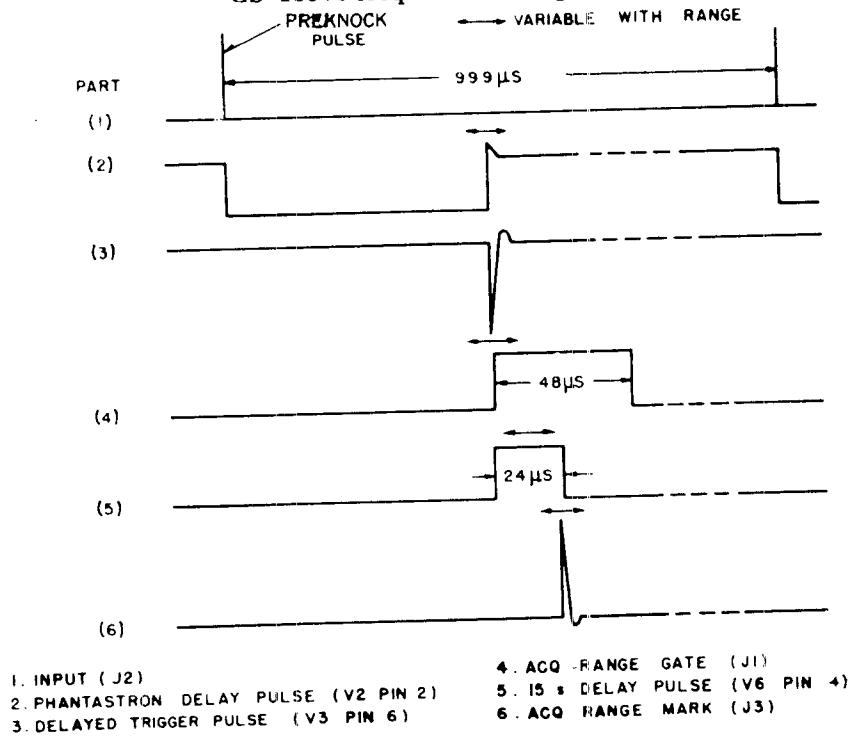 PREKNOCK
PULSE
VARIABLE WITH RANGE
PART
999 µS
(1)
(2)
(3)
48µS
(4)
24µS
(5)
(6)
1. INPUT (J2)
2. PHANTASTRON DELAY PULSE (V2 PIN 2)
3. DELAYED TRIGGER PULSE (V3 PIN 6)
4. ACQ RANGE GATE (J1)
5. 15 s DELAY PULSE (V6 PIN 4)
6. ACQ RANGE MARK (J3)